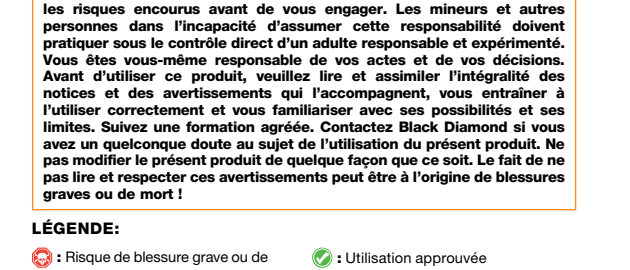 les risques encourus avant de vous engager. Les mineurs et autres
personnes dans l'incapacité d'assumer cette responsabilité doivent
pratiquer sous le contrôle direct d'un adulte responsable et expérimenté.
Vous êtes vous-même responsable de vos actes et de vos décisions.
Avant d'utiliser ce produit, veuillez lire et assimiler l'intégralité des
notices et des avertissements qui l'accompagnent, vous entraîner à
l'utiliser correctement et vous familiariser avec ses possibilités et ses
limites. Suivez une formation agréée. Contactez Black Diamond si vous
avez un quelconque doute au sujet de l'utilisation du présent produit. Ne
pas modifier le présent produit de quelque façon que ce soit. Le fait de ne
pas lire et respecter ces avertissements peut être à l'origine de blessures
graves ou de mort !
LÉGENDE:
: Risque de blessure grave ou de
: Utilisation approuvée